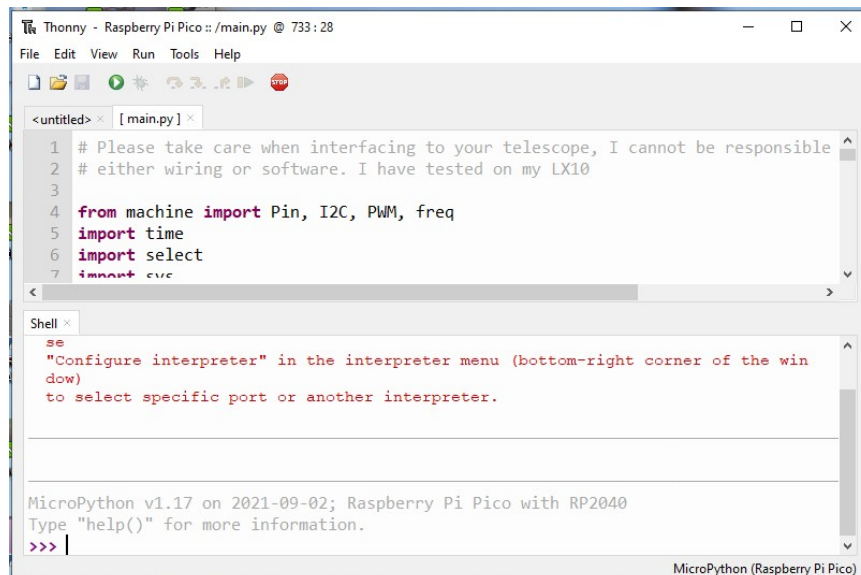 Thonny - Raspberry Pi Pico :: /main.py @ 733 : 28
File Edit View Run Tools Help
STOP
<untitled> × [ main.py ] ×
1 # Please take care when interfacing to your telescope, I cannot be responsible
2 # either wiring or software. I have tested on my LX10
3
4 from machine import Pin, I2C, PWM, freq
5 import time
6 import select
7 import sys
Shell ×
se
"Configure interpreter" in the interpreter menu (bottom-right corner of the win
dow)
to select specific port or another interpreter.
MicroPython v1.17 on 2021-09-02; Raspberry Pi Pico with RP2040
Type "help()" for more information.
>>>
MicroPython (Raspberry Pi Pico)